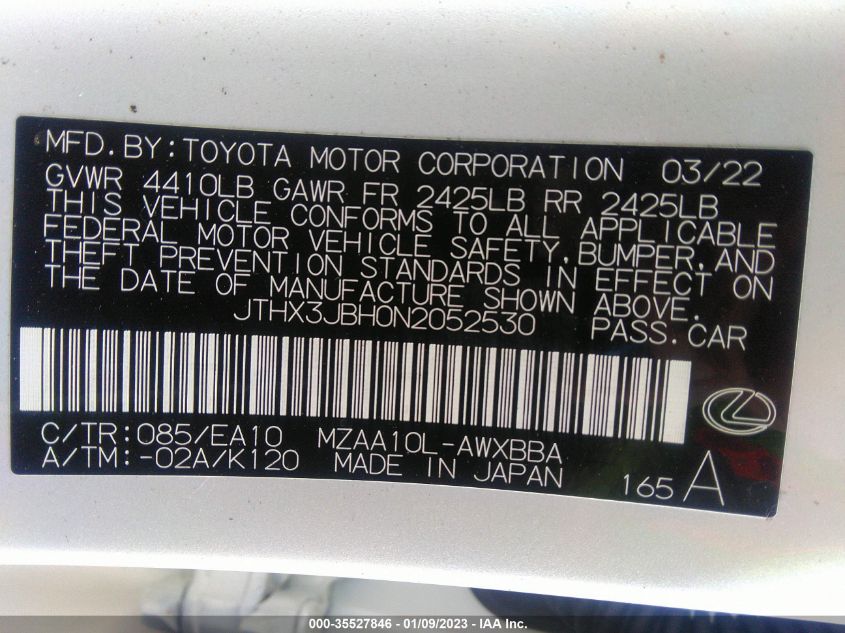 MFD. BY: TOYOTA MOTOR CORPORATION 03/22
GVWR 4410LB GAWR FR 2425LB RR 2425LB
THIS VEHICLE CONFORMS TO ALL APPLICABLE
FEDERAL MOTOR VEHICLE SAFETY, BUMPER, AND
THEFT PREVENTION STANDARDS IN EFFECT ON
THE DATE OF MANUFACTURE SHOWN ABOVE.
JTHX3JBH0N2052530 PASS. CAR
C/TR: 085/EA10 MZAA10L-AWXBBA
A/TM: -02A/K120 MADE IN JAPAN
165 A
000-35527846 - 01/09/2023 - IAA Inc.